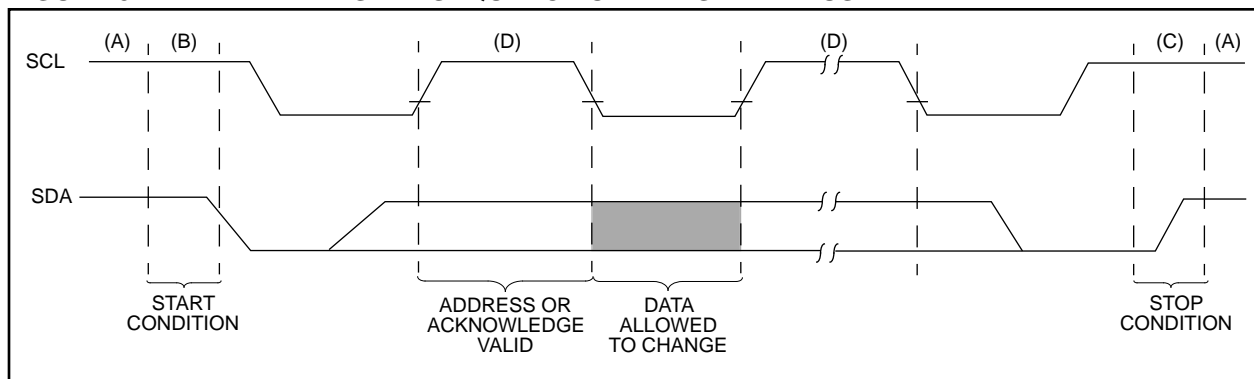 (A) (B) (D) (D) (C) (A)
SCL
SDA
START
CONDITION
ADDRESS OR
ACKNOWLEDGE
VALID
DATA
ALLOWED
TO CHANGE
STOP
CONDITION